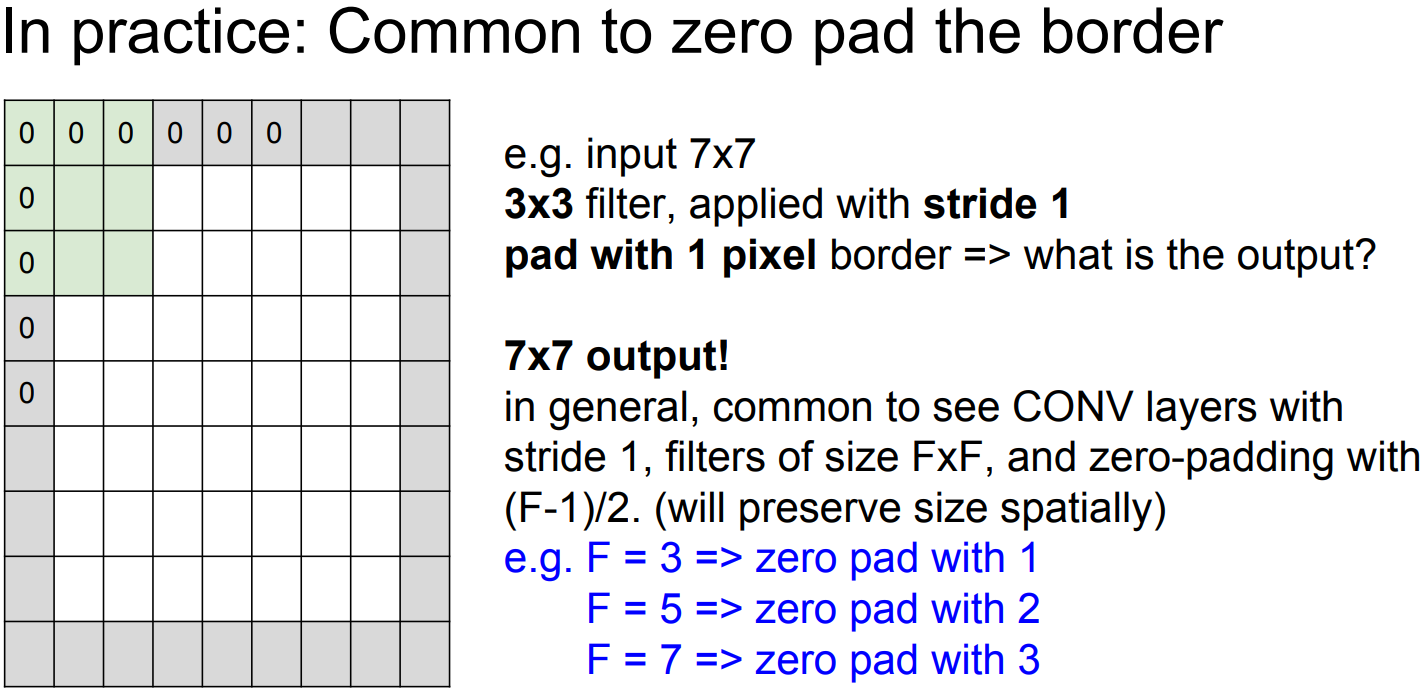 In practice: Common to zero pad the border
0 0 0 0 0 0
0
0
0
0
e.g. input 7x7
3x3 filter, applied with stride 1
pad with 1 pixel border => what is the output?
7x7 output!
in general, common to see CONV layers with
stride 1, filters of size FxF, and zero-padding with
(F-1)/2. (will preserve size spatially)
e.g. F = 3 => zero pad with 1
F = 5 => zero pad with 2
F = 7 => zero pad with 3